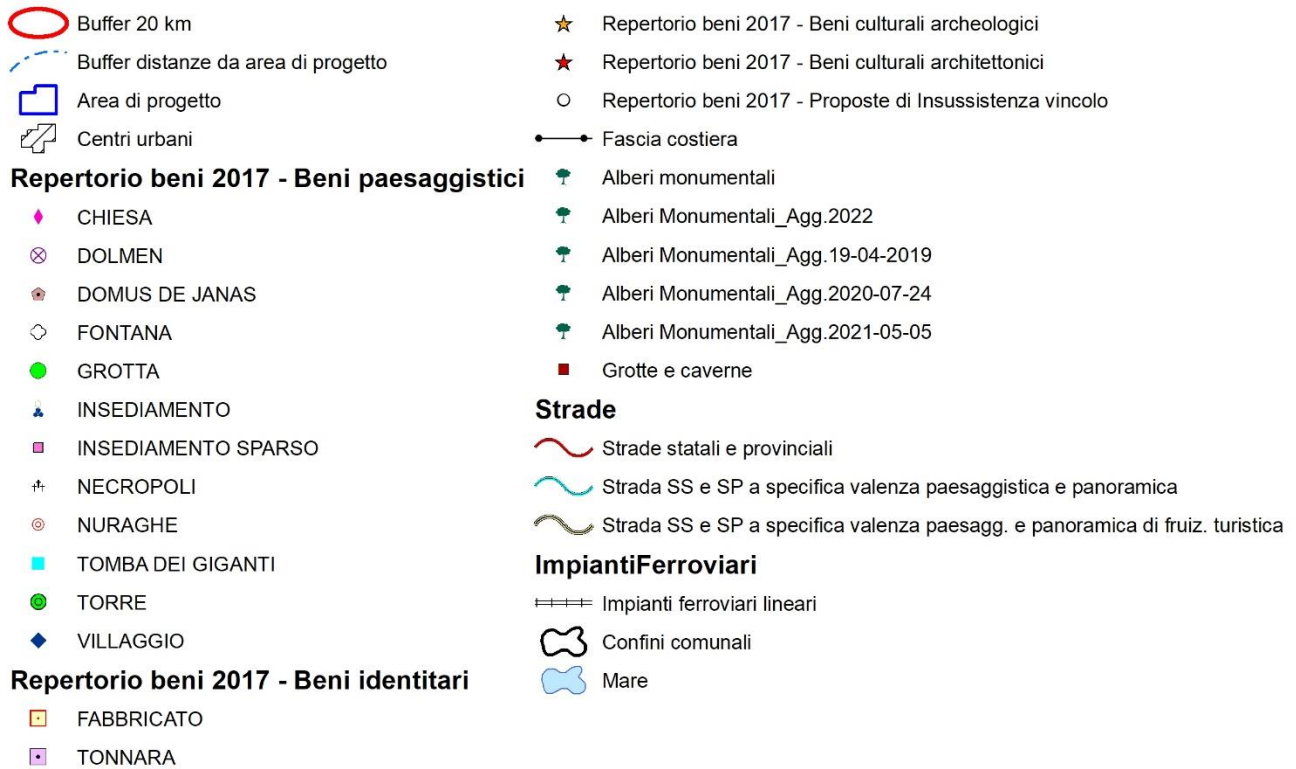 Buffer 20 km
Buffer distanze da area di progetto
Area di progetto
Centri urbani
Repertorio beni 2017 - Beni paesaggistici
CHIESA
DOLMEN
DOMUS DE JANAS
FONTANA
GROTTA
INSEDIAMENTO
INSEDIAMENTO SPARSO
NECROPOLI
NURAGHE
TOMBA DEI GIGANTI
TORRE
VILLAGGIO
Repertorio beni 2017 - Beni identitari
FABBRICATO
TONNARA
Repertorio beni 2017 - Beni culturali archeologici
Repertorio beni 2017 - Beni culturali architettonici
Repertorio beni 2017 - Proposte di Insussistenza vincolo
Fascia costiera
Alberi monumentali
Alberi Monumentali_Agg.2022
Alberi Monumentali_Agg.19-04-2019
Alberi Monumentali_Agg.2020-07-24
Alberi Monumentali_Agg.2021-05-05
Grotte e caverne
Strade
Strade statali e provinciali
Strada SS e SP a specifica valenza paesaggistica e panoramica
Strada SS e SP a specifica valenza paesagg. e panoramica di fruiz. turistica
ImpiantiFerroviari
Impianti ferroviari lineari
Confini comunali
Mare